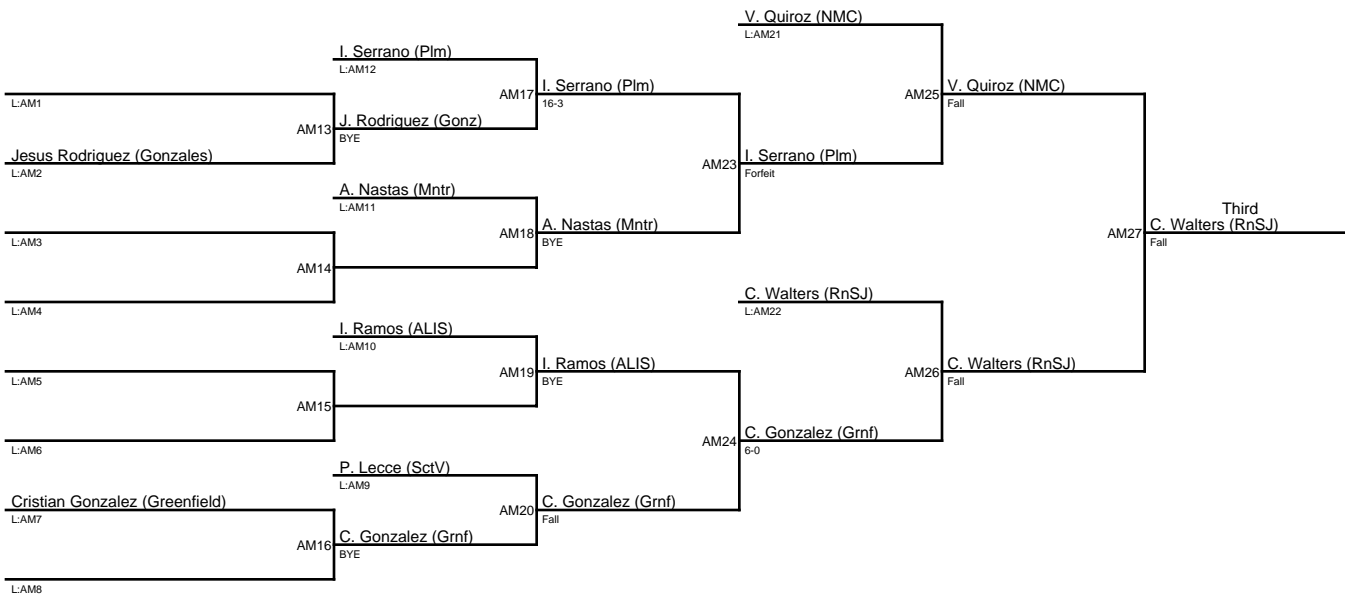 V. Quiroz (NMC)
L:AM21
I. Serrano (Plm)
L:AM12
L:AM1
AM17
I. Serrano (Plm)
16-3
AM25
V. Quiroz (NMC)
Fall
AM13
J. Rodriguez (Gonz)
BYE
Jesus Rodriguez (Gonzales)
L:AM2
AM23
I. Serrano (Plm)
Forfeit
A. Nastas (Mntr)
L:AM11
L:AM3
AM18
A. Nastas (Mntr)
BYE
AM27
Third
C. Walters (RnSJ)
Fall
AM14
L:AM4
C. Walters (RnSJ)
L:AM22
I. Ramos (ALIS)
L:AM10
L:AM5
AM19
I. Ramos (ALIS)
BYE
AM26
C. Walters (RnSJ)
Fall
AM15
L:AM6
AM24
C. Gonzalez (Grnf)
6-0
P. Lecce (SctV)
L:AM9
Cristian Gonzalez (Greenfield)
L:AM7
AM20
C. Gonzalez (Grnf)
Fall
AM16
C. Gonzalez (Grnf)
BYE
L:AM8